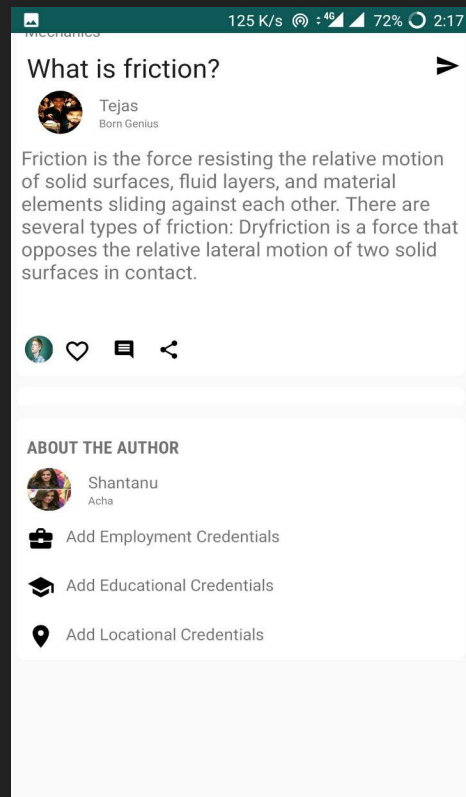 125 K/s 4G 72% 2:17
Mechanics
What is friction?
Tejas
Born Genius
Friction is the force resisting the relative motion
of solid surfaces, fluid layers, and material
elements sliding against each other. There are
several types of friction: Dryfriction is a force that
opposes the relative lateral motion of two solid
surfaces in contact.
ABOUT THE AUTHOR
Shantanu
Acha
Add Employment Credentials
Add Educational Credentials
Add Locational Credentials